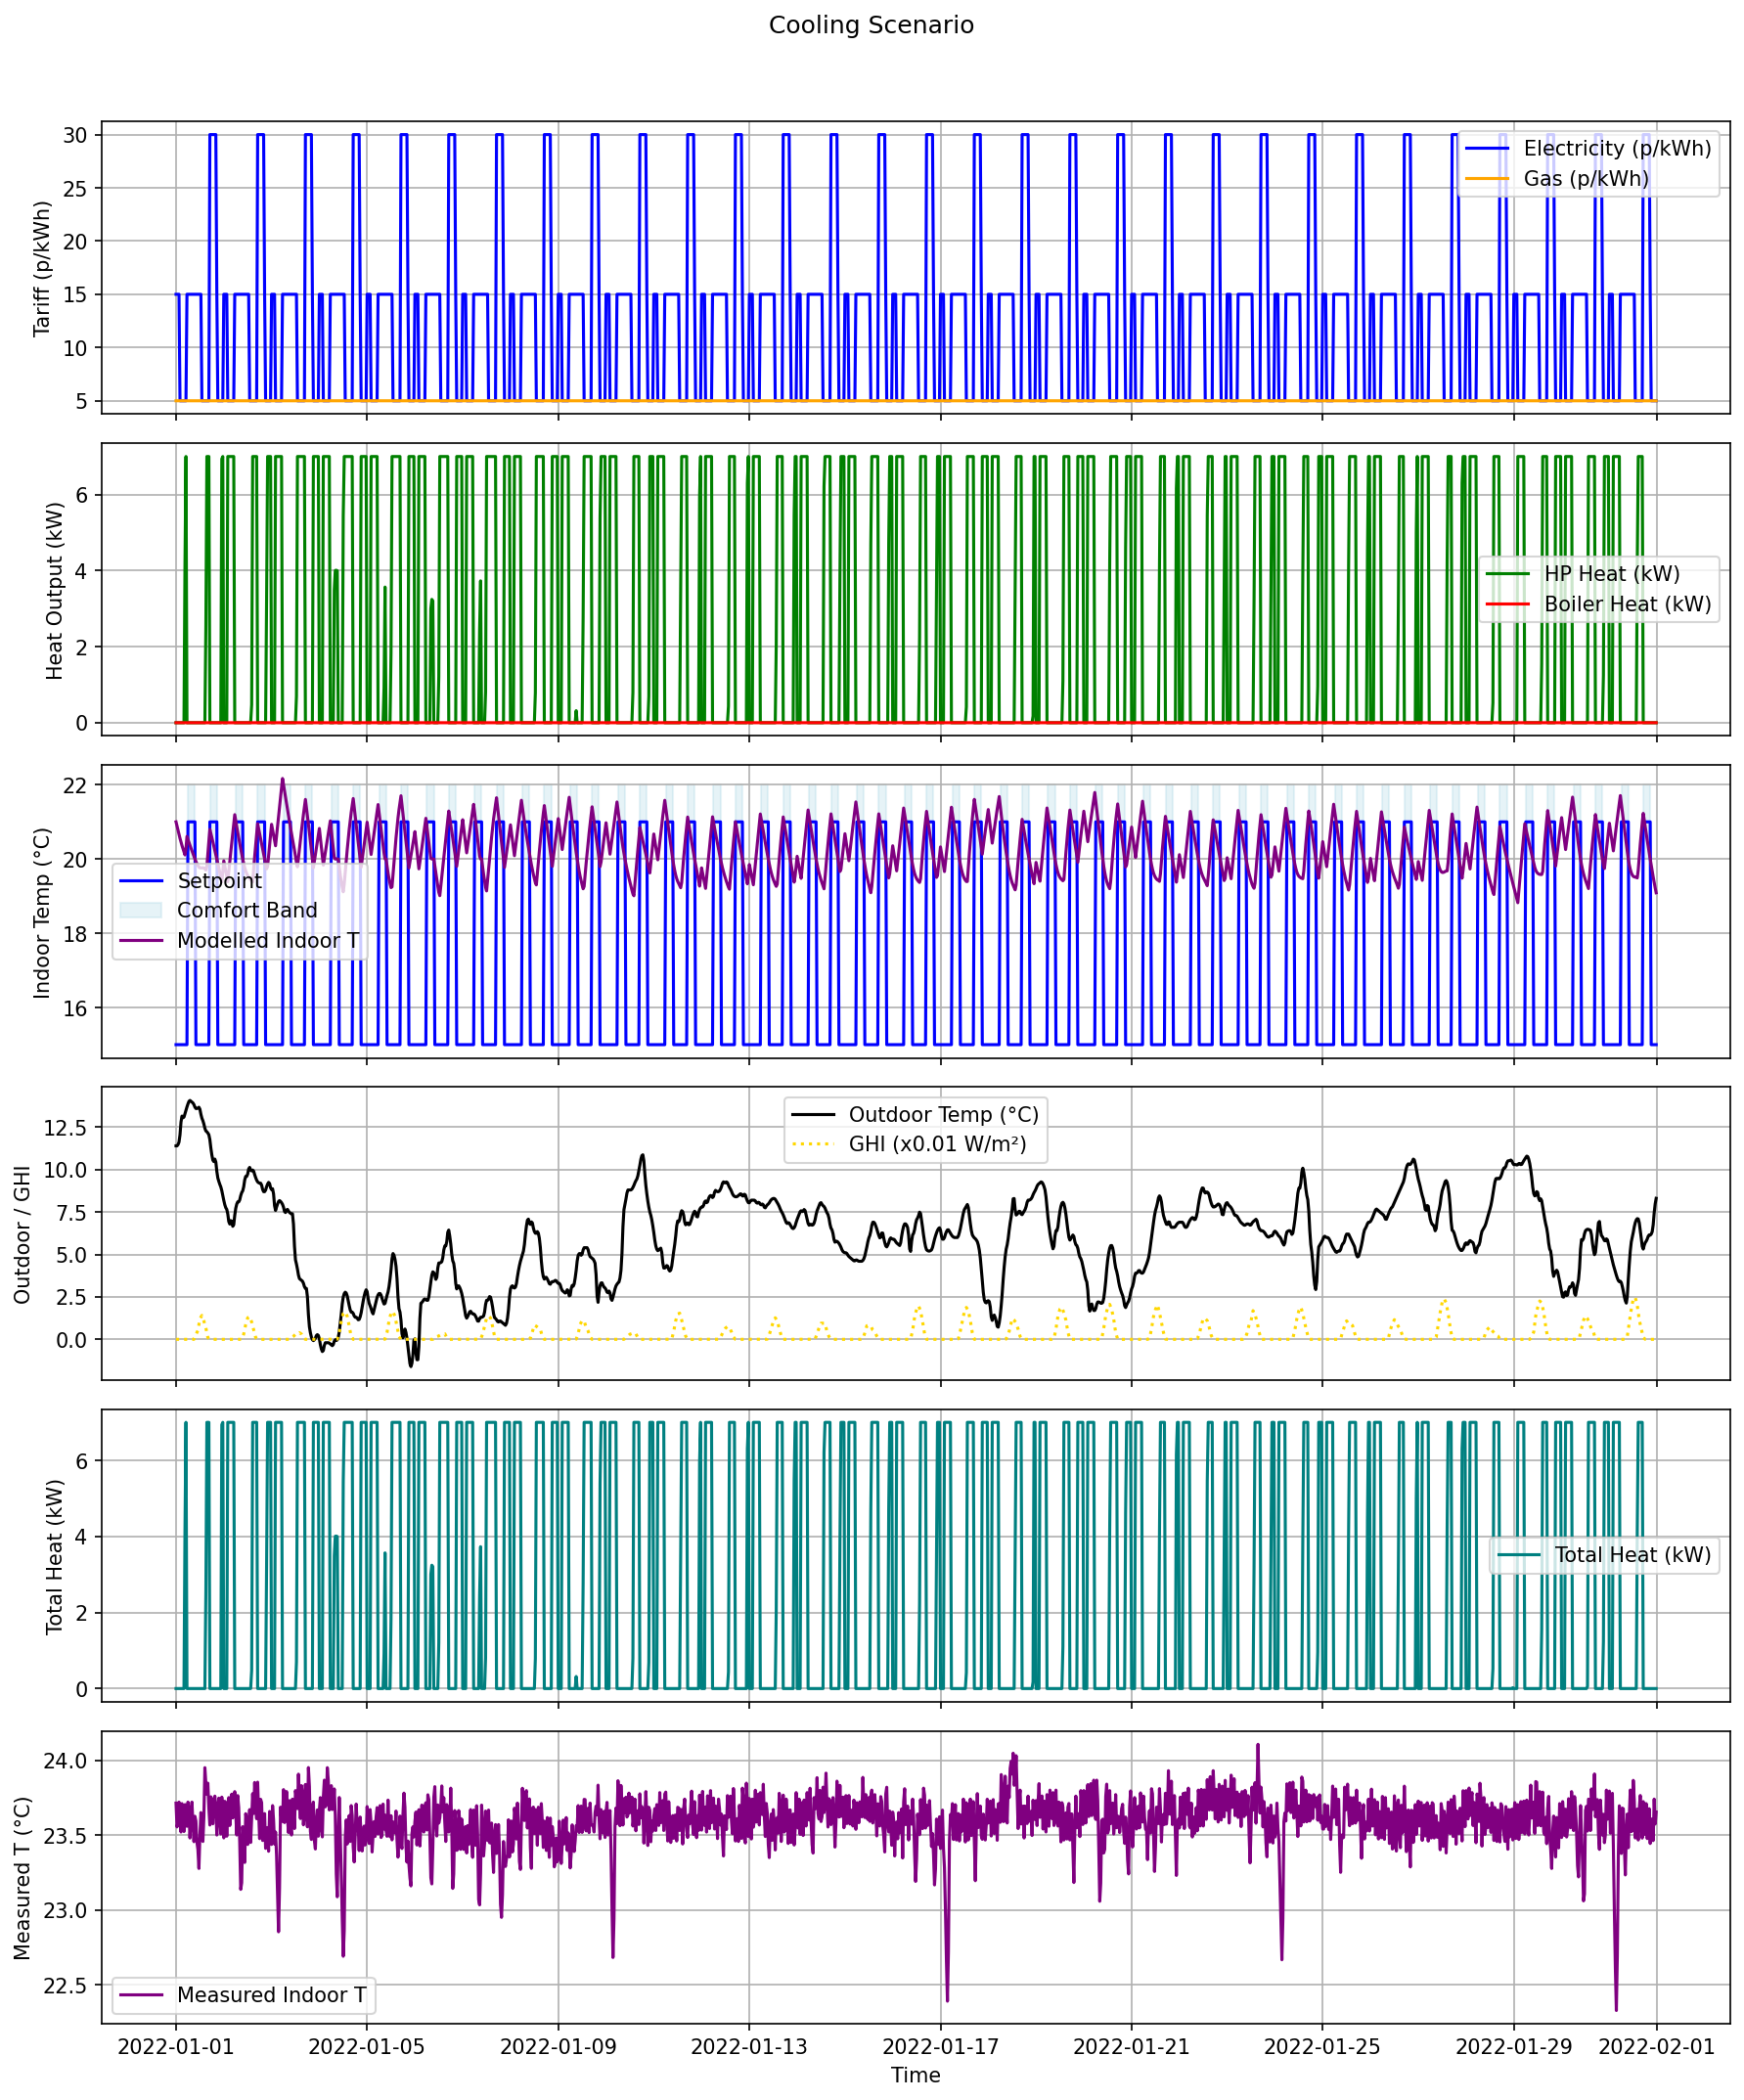 Cooling Scenario
30
25
20
15
10
5
Tariff (p/kWh)
Electricity (p/kWh)
Gas (p/kWh)
6
4
2
0
Heat Output (kW)
HP Heat (kW)
Boiler Heat (kW)
22
20
18
16
Indoor Temp (°C)
Setpoint
Comfort Band
Modelled Indoor T
12.5
10.0
7.5
5.0
2.5
0.0
Outdoor / GHI
Outdoor Temp (°C)
GHI (x0.01 W/m²)
6
4
2
0
Total Heat (kW)
Total Heat (kW)
24.0
23.5
23.0
22.5
Measured T (°C)
Measured Indoor T
2022-01-01 2022-01-05 2022-01-09 2022-01-13 2022-01-17 2022-01-21 2022-01-25 2022-01-29 2022-02-01
Time